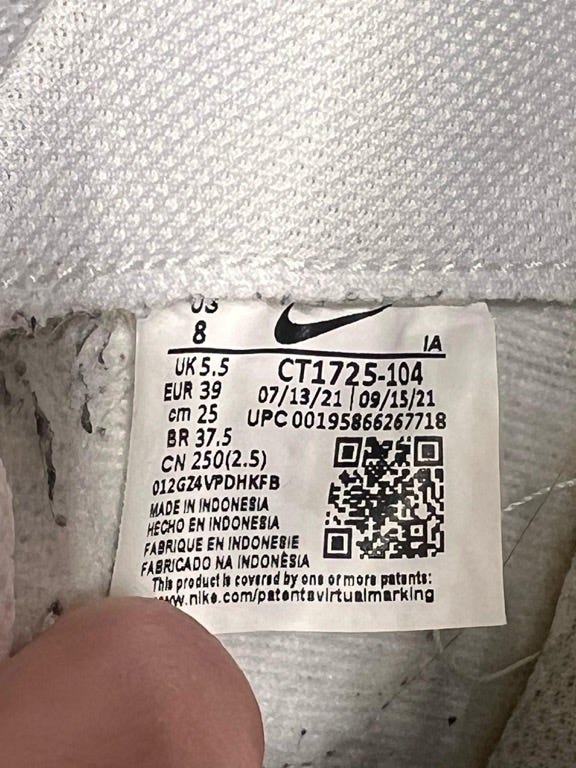 US
8
IA
UK 5.5
EUR 39
cm 25
BR 37.5
CN 250(2.5)
012GZ4VPDHKFB
CT1725-104
07/13/21 | 09/15/21
UPC 00195866267718
MADE IN INDONESIA
HECHO EN INDONESIA
FABRIQUE EN INDONESIE
FABRICADO NA INDONÈSIA
This product is covered by one or more patents:
www.nike.com/patentsvirtualmarking